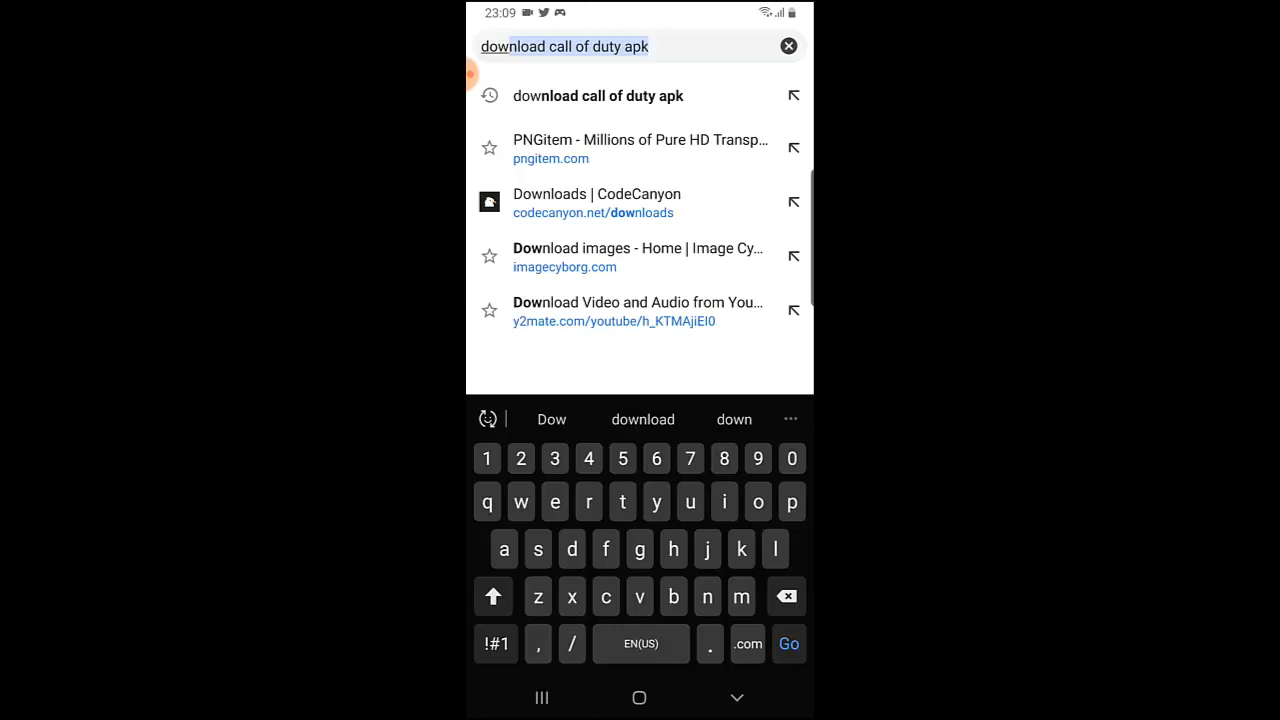 23:09
download call of duty apk
download call of duty apk
PNGitem - Millions of Pure HD Transp...
pngitem.com
Downloads | CodeCanyon
codecanyon.net/downloads
Download images - Home | Image Cy...
imagecyborg.com
Download Video and Audio from You...
y2mate.com/youtube/h_KTMAjiEI0
Dow download down ...
1 2 3 4 5 6 7 8 9 0
q w e r t y u i o p
a s d f g h j k l
z x c v b n m
!#1 , / EN(US) . .com Go